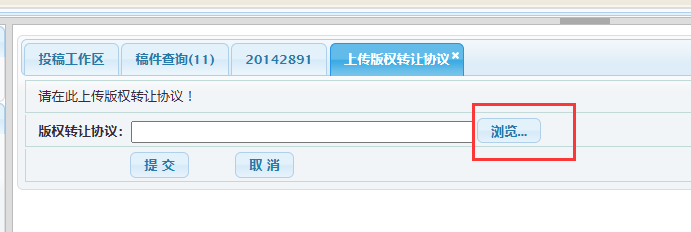 投稿工作区 稿件查询(11) 20142891 上传版权转让协议
请在此上传版权转让协议！
版权转让协议： 浏览...
提 交 取 消